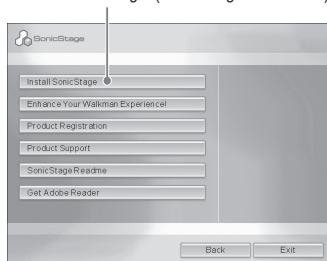 SonicStage
Install SonicStage
Enhance Your Walkman Experience!
Product Registration
Product Support
SonicStage Readme
Get Adobe Reader
Back
Exit